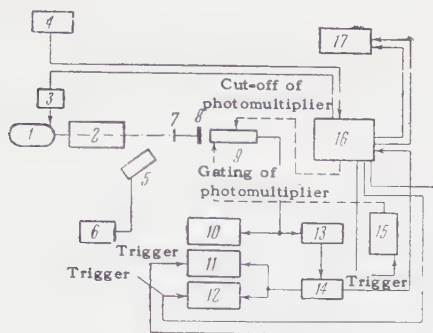 4
17
3
Cut-off of
photomultiplier
1
2
7
8
9
16
5
Gating of
photomultiplier
6
10
13
15
Trigger
11
Trigger
12
14
Trigger